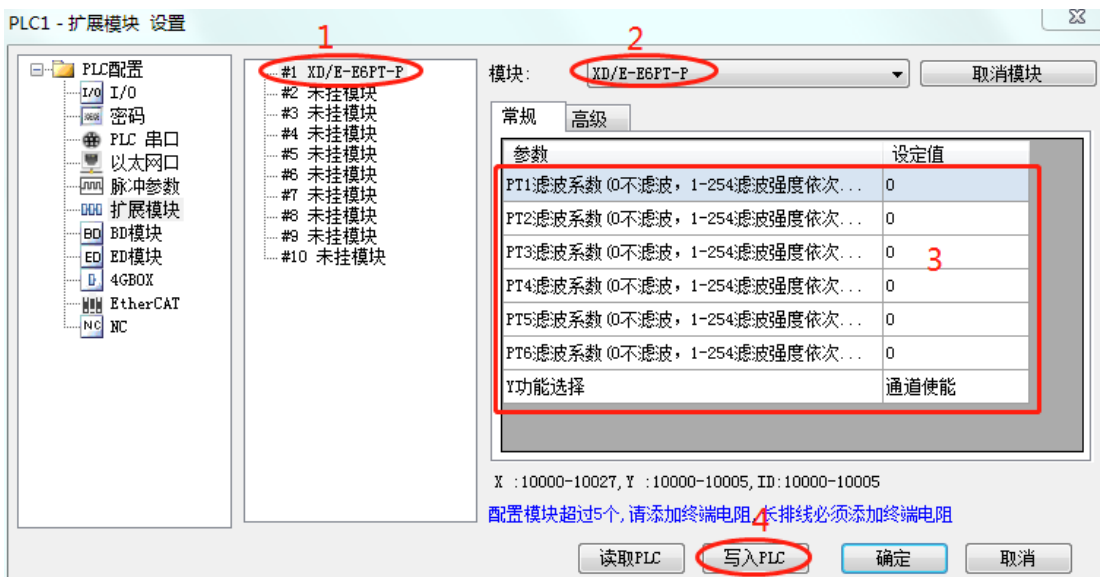 PLC1 - 扩展模块 设置
1
2
PLC配置
I/O I/O
密码
PLC 串口
以太网口
脉冲参数
扩展模块
BD BD模块
ED ED模块
4GBOX
EtherCAT
NC NC
#1 XD/E-E6PT-P
#2 未挂模块
#3 未挂模块
#4 未挂模块
#5 未挂模块
#6 未挂模块
#7 未挂模块
#8 未挂模块
#9 未挂模块
#10 未挂模块
模块: XD/E-E6PT-P 取消模块
常规 高级
参数 设定值
PT1滤波系数(0不滤波，1-254滤波强度依次... 0
PT2滤波系数(0不滤波，1-254滤波强度依次... 0
PT3滤波系数(0不滤波，1-254滤波强度依次... 0
3
PT4滤波系数(0不滤波，1-254滤波强度依次... 0
PT5滤波系数(0不滤波，1-254滤波强度依次... 0
PT6滤波系数(0不滤波，1-254滤波强度依次... 0
Y功能选择 通道使能
X :10000-10027,Y :10000-10005,ID:10000-10005
配置模块超过5个,请添加终端电阻,长排线必须添加终端电阻
4
读取PLC 写入PLC 确定 取消